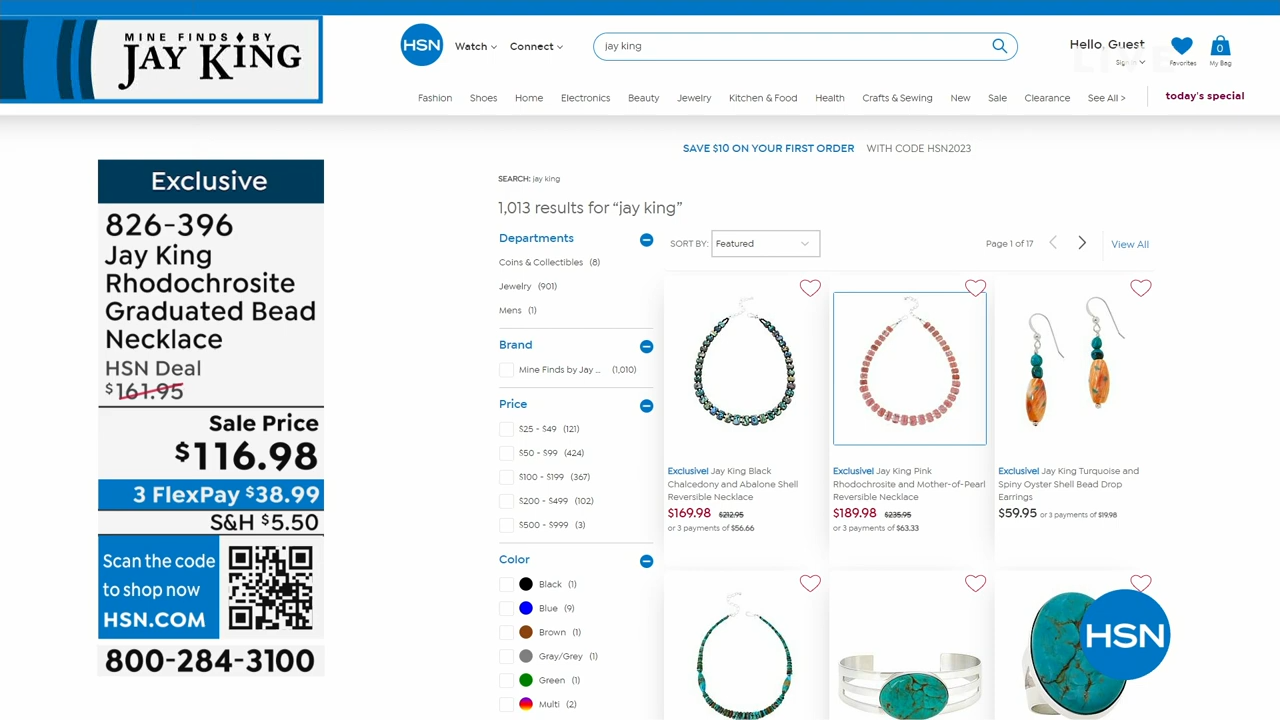 MINE FINDS BY
JAY KING
HSN
Watch
Connect
jay king
Hello, Guest
Sign in
Favorites
0
My Bag
LIVE
Fashion Shoes Home Electronics Beauty Jewelry Kitchen & Food Health Crafts & Sewing New Sale Clearance See All > today's special
SAVE $10 ON YOUR FIRST ORDER WITH CODE HSN2023
Exclusive
826-396
Jay King
Rhodochrosite
Graduated Bead
Necklace
HSN Deal
$161.95
Sale Price
$116.98
3 FlexPay $38.99
S&H $5.50
Scan the code
to shop now
HSN.COM
800-284-3100
SEARCH: jay king
1,013 results for “jay king”
Departments
Coins & Collectibles (8)
Jewelry (901)
Mens (1)
Brand
Mine Finds by Jay ... (1,010)
Price
$25 - $49 (121)
$50 - $99 (424)
$100 - $199 (367)
$200 - $499 (102)
$500 - $999 (3)
Color
Black (1)
Blue (9)
Brown (1)
Gray/Grey (1)
Green (1)
Multi (2)
SORT BY: Featured
Page 1 of 17
View All
Exclusive! Jay King Black
Chalcedony and Abalone Shell
Reversible Necklace
$169.98 $212.95
or 3 payments of $56.66
Exclusive! Jay King Pink
Rhodochrosite and Mother-of-Pearl
Reversible Necklace
$189.98 $235.95
or 3 payments of $63.33
Exclusive! Jay King Turquoise and
Spiny Oyster Shell Bead Drop
Earrings
$59.95 or 3 payments of $19.98
HSN